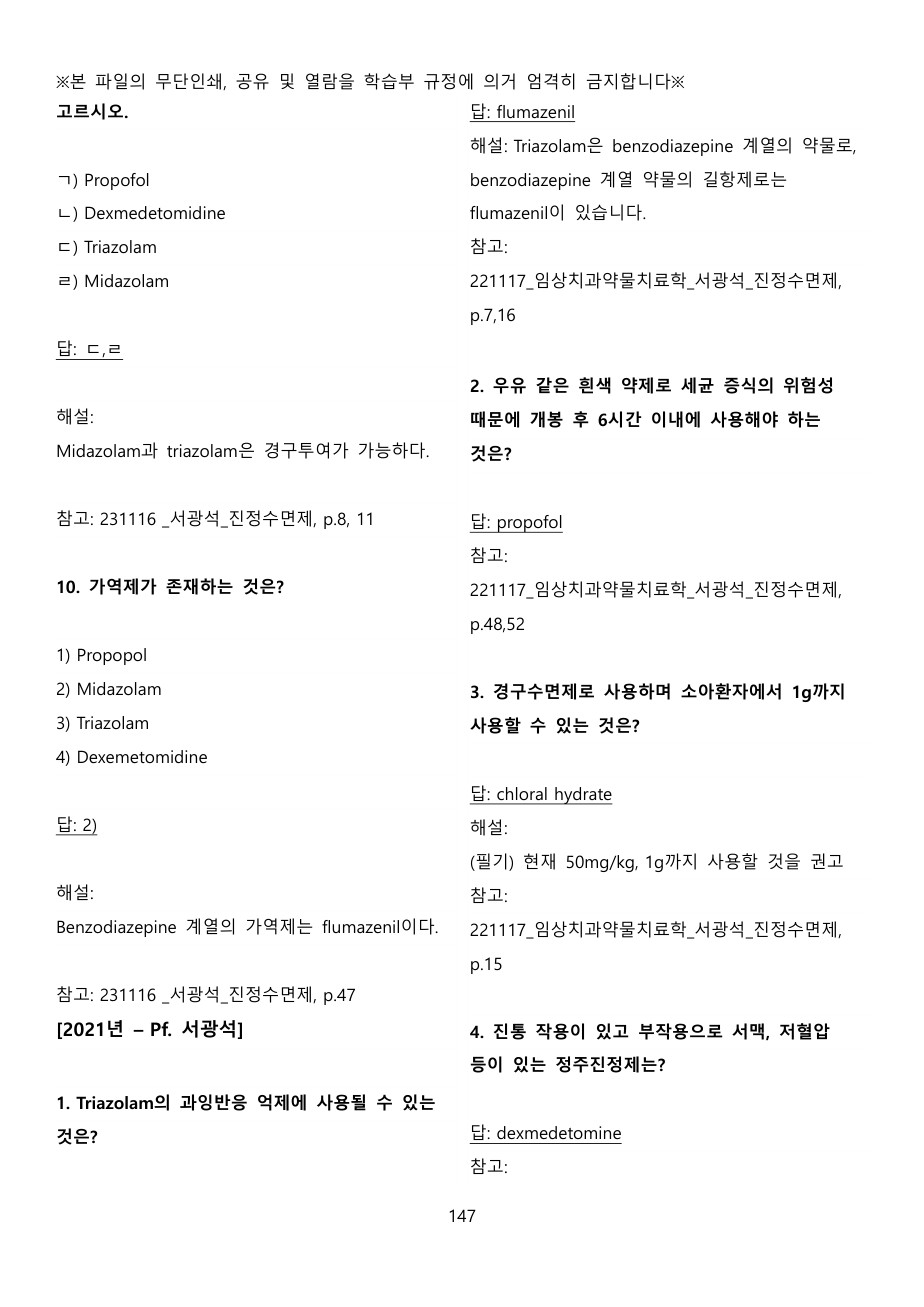 ※본 파일의 무단인쇄, 공유 및 열람을 학습부 규정에 의거 엄격히 금지합니다※
고르시오.
ㄱ) Propofol
ㄴ) Dexmedetomidine
ㄷ) Triazolam
ㄹ) Midazolam
답: ㄷ,ㄹ
해설:
Midazolam과 triazolam은 경구투여가 가능하다.
참고: 231116 _서광석_진정수면제, p.8, 11
10. 가역제가 존재하는 것은?
1) Propopol
2) Midazolam
3) Triazolam
4) Dexemetomidine
답: 2)
해설:
Benzodiazepine 계열의 가역제는 flumazenil이다.
참고: 231116 _서광석_진정수면제, p.47
[2021년 – Pf. 서광석]
1. Triazolam의 과잉반응 억제에 사용될 수 있는
것은?
답: flumazenil
해설: Triazolam은 benzodiazepine 계열의 약물로,
benzodiazepine 계열 약물의 길항제로는
flumazenil이 있습니다.
참고:
221117_임상치과약물치료학_서광석_진정수면제,
p.7,16
2. 우유 같은 흰색 약제로 세균 증식의 위험성
때문에 개봉 후 6시간 이내에 사용해야 하는
것은?
답: propofol
참고:
221117_임상치과약물치료학_서광석_진정수면제,
p.48,52
3. 경구수면제로 사용하며 소아환자에서 1g까지
사용할 수 있는 것은?
답: chloral hydrate
해설:
(필기) 현재 50mg/kg, 1g까지 사용할 것을 권고
참고:
221117_임상치과약물치료학_서광석_진정수면제,
p.15
4. 진통 작용이 있고 부작용으로 서맥, 저혈압
등이 있는 정주진정제는?
답: dexmedetomine
참고:
147